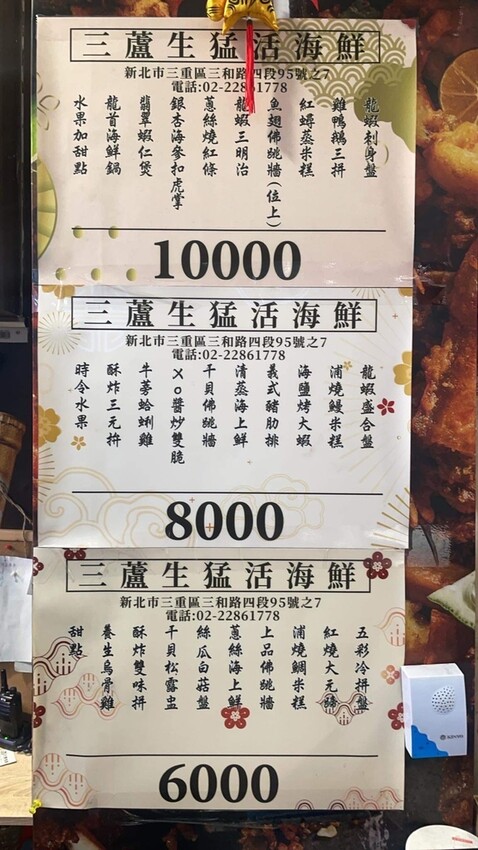 三蘆生猛活海鮮
新北市三重區三和路四段95號之7
電話:02-22861778
龍蝦刺身盤
雞鴨鵝三拼
紅蟳蒸米糕
魚翅佛跳牆(位上)
龍蝦三明治
蔥絲燒紅條
銀杏海參扣虎掌
翡翠蝦仁煲
龍首海鮮鍋
水果加甜點
10000
三蘆生猛活海鮮
新北市三重區三和路四段95號之7
電話:02-22861778
龍蝦盛合盤
浦燒鰻米糕
海鹽烤大蝦
義式豬肋排
清蒸海上鮮
干貝佛跳牆
XO醬炒雙脆
牛蒡蛤蜊雞
酥炸三元拚
時令水果
8000
三蘆生猛活海鮮
新北市三重區三和路四段95號之7
電話:02-22861778
五彩冷拼盤
紅燒大元蹄
浦燒鯛米糕
上品佛跳牆
蔥絲海上鮮
絲瓜白菇盤
干貝松露盅
酥炸雙味拼
養生烏骨雞
甜點
6000